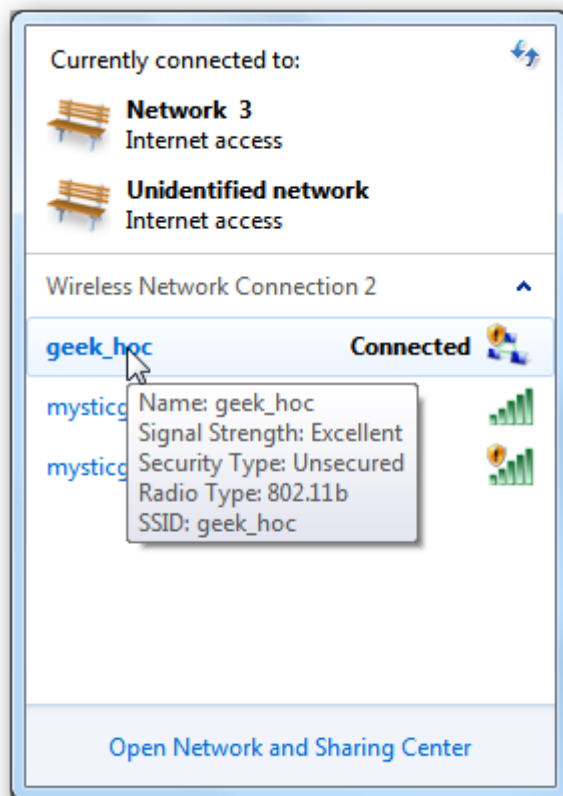 Currently connected to:
Network 3
Internet access
Unidentified network
Internet access
Wireless Network Connection 2
geek_hoc Connected
Name: geek_hoc
Signal Strength: Excellent
Security Type: Unsecured
Radio Type: 802.11b
SSID: geek_hoc
Open Network and Sharing Center